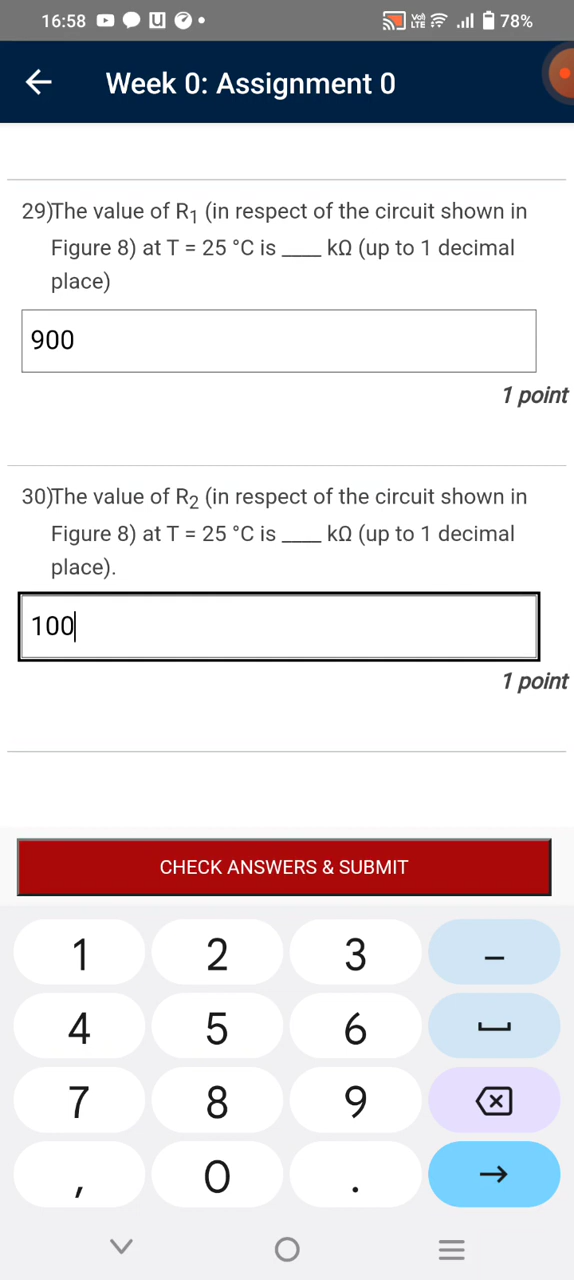 16:58 Vo) LTE 78%
Week 0: Assignment 0
29)The value of R₁ (in respect of the circuit shown in
Figure 8) at T = 25 °C is ____ kΩ (up to 1 decimal
place)
900
1 point
30)The value of R₂ (in respect of the circuit shown in
Figure 8) at T = 25 °C is ____ kΩ (up to 1 decimal
place).
100
1 point
CHECK ANSWERS & SUBMIT
1 2 3 –
4 5 6
7 8 9
, 0 .